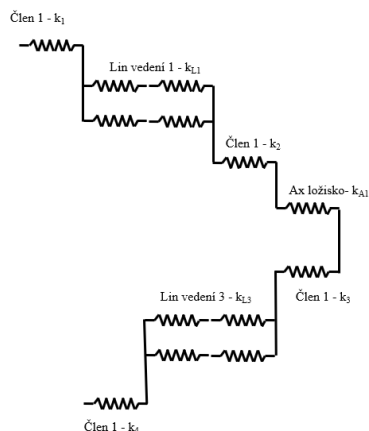 Člen 1 - k₁
Lin vedení 1 - kL1
Člen 1 - k₂
Ax ložisko- kA1
Lin vedení 3 - kL3
Člen 1 - k₃
Člen 1 - k₄